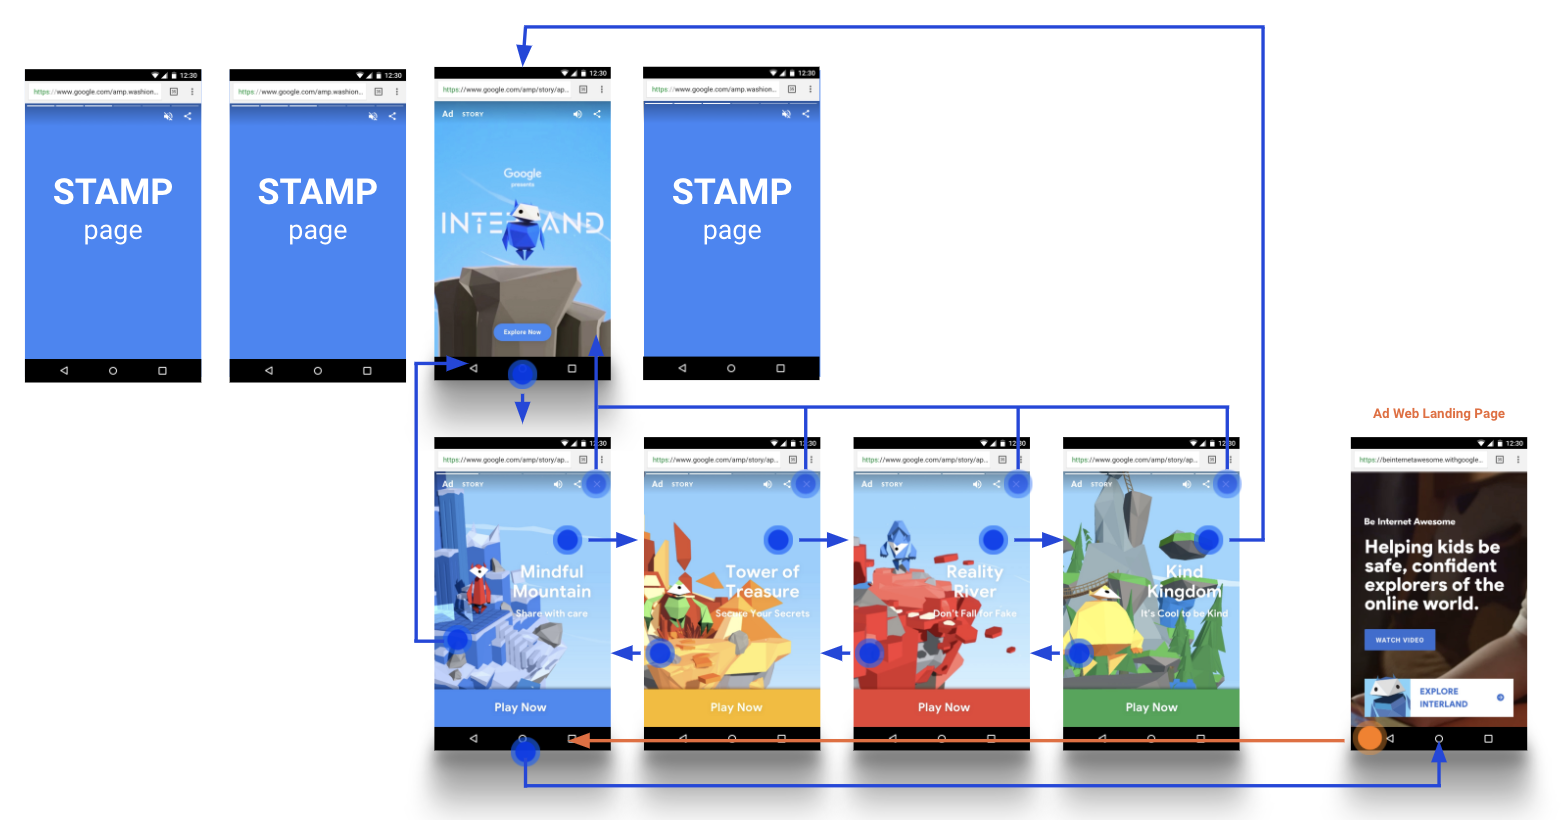 12:30
https://www.google.com/amp.washion...
STAMP
page
12:30
https://www.google.com/amp.washion...
STAMP
page
12:30
https://www.google.com/amp/story/ap...
Ad STORY
Google
presents
INTERLAND
Explore Now
12:30
https://www.google.com/amp.washion...
STAMP
page
12:30
https://www.google.com/amp/story/ap...
Ad STORY
Mindful
Mountain
Share with care
Play Now
12:30
https://www.google.com/amp/story/ap...
Ad STORY
Tower of
Treasure
Secure Your Secrets
Play Now
12:30
https://www.google.com/amp/story/ap...
Ad STORY
Reality
River
Don't Fall for Fake
Play Now
12:30
https://www.google.com/amp/story/ap...
Ad STORY
Kind
Kingdom
It's Cool to be Kind
Play Now
Ad Web Landing Page
12:30
https://beinternetawesome.withgoogle...
Be Internet Awesome
Helping kids be
safe, confident
explorers of the
online world.
WATCH VIDEO
EXPLORE
INTERLAND